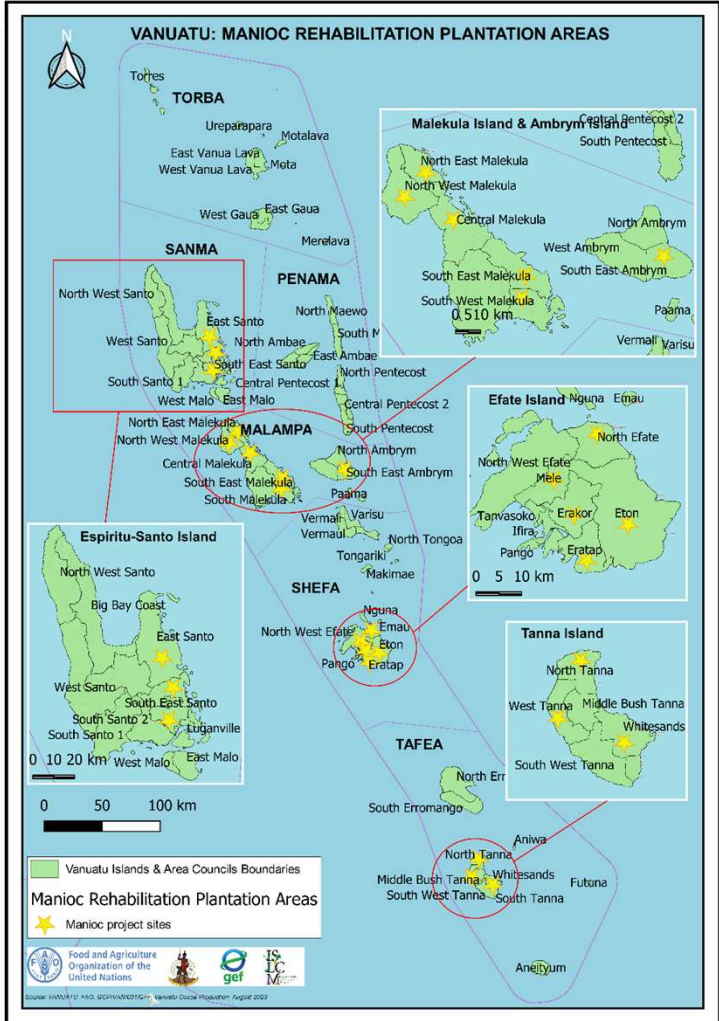 N
VANUATU: MANIOC REHABILITATION PLANTATION AREAS
Torres
TORBA
Ureparapara
Motalava
East Vanua Lava
Mota
West Vanua Lava
East Gaua
West Gaua
Merelava
SANMA
PENAMA
North West Santo
North Maewo
East Santo
South M
West Santo
North Ambae
East Ambae
South East Santo
North Pentecost
South Santo 1
Central Pentecost 1
West Malo
East Malo
Central Pentecost 2
North East Malekula
MALAMPA
South Pentecost
North West Malekula
North Ambrym
Central Malekula
South East Ambrym
South East Malekula
South Malekula
Paama
Vermali
Varisu
Vermaul
North Tongoa
Tongariki
Makimae
SHEFA
Nguna
North West Efate
Emau
Eton
Pango
Eratap
TAFEA
North Err
South Erromango
Aniwa
North Tanna
Middle Bush Tanna
Whitesands
Futuna
South West Tanna
South Tanna
Aneityum
Malekula Island & Ambrym Island
Central Pentecost 2
South Pentecost
North East Malekula
North West Malekula
North Ambrym
Central Malekula
West Ambrym
South East Malekula
South East Ambrym
South West Malekula
Paama
0 510 km
Vermali
Varisu
Efate Island
Nguna
Emau
North Efate
North West Efate
Mele
Tanvasoko
Erakor
Eton
Ifira
Pango
Eratap
0 5 10 km
Tanna Island
North Tanna
West Tanna
Middle Bush Tanna
Whitesands
South West Tanna
Espiritu-Santo Island
North West Santo
Big Bay Coast
East Santo
West Santo
South East Santo
South Santo 2
South Santo 1
Luganville
West Malo
East Malo
0 10 20 km
0 50 100 km
Vanuatu Islands & Area Councils Boundaries
Manioc Rehabilitation Plantation Areas
Manioc project sites
Food and Agriculture
Organization of the
United Nations
gef